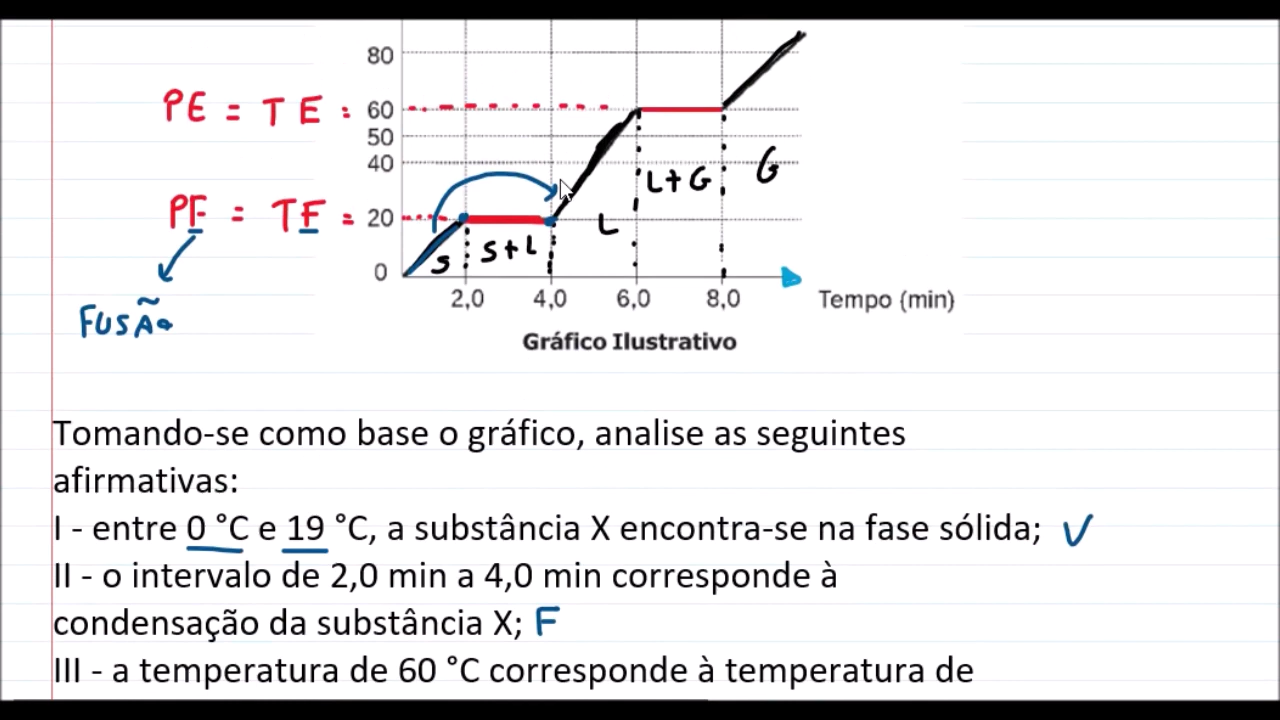 80
PE = TE = 60
50
40
L+G
G
PF = TF = 20
L
S
S+L
0
2,0 4,0 6,0 8,0 Tempo (min)
FUSÃO
Gráfico Ilustrativo
Tomando-se como base o gráfico, analise as seguintes
afirmativas:
I - entre 0 °C e 19 °C, a substância X encontra-se na fase sólida; V
II - o intervalo de 2,0 min a 4,0 min corresponde à
condensação da substância X; F
III - a temperatura de 60 °C corresponde à temperatura de